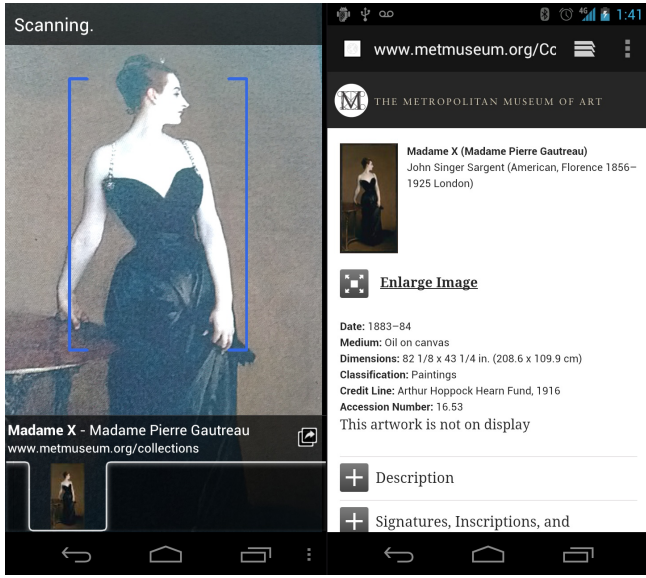 Scanning.
Madame X - Madame Pierre Gautreau
www.metmuseum.org/collections
4G 1:41
www.metmuseum.org/Cc
M THE METROPOLITAN MUSEUM OF ART
Madame X (Madame Pierre Gautreau)
John Singer Sargent (American, Florence 1856–
1925 London)
Enlarge Image
Date: 1883–84
Medium: Oil on canvas
Dimensions: 82 1/8 x 43 1/4 in. (208.6 x 109.9 cm)
Classification: Paintings
Credit Line: Arthur Hoppock Hearn Fund, 1916
Accession Number: 16.53
This artwork is not on display
Description
Signatures, Inscriptions, and